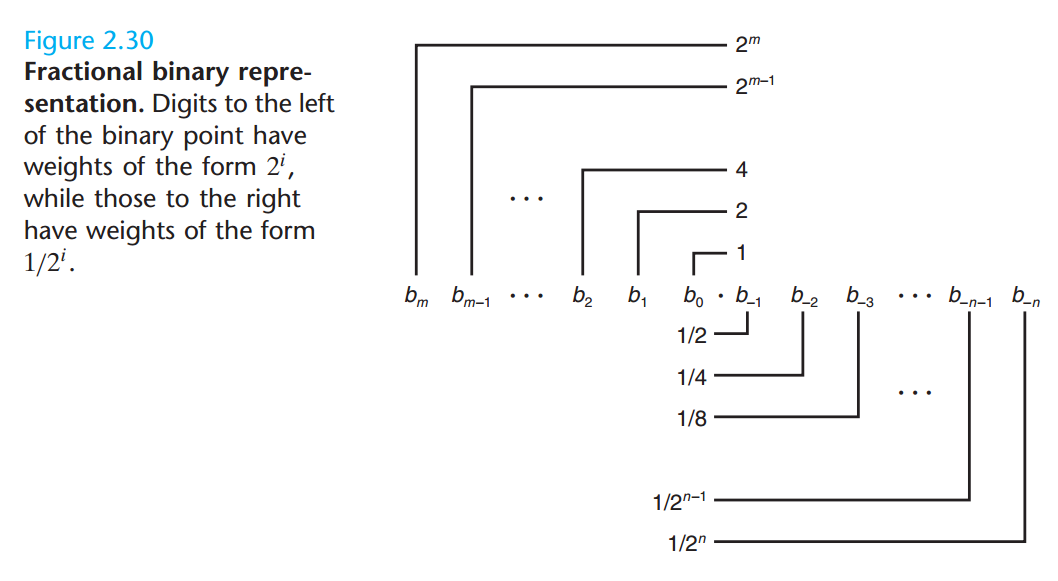 Figure 2.30
Fractional binary repre-
sentation. Digits to the left
of the binary point have
weights of the form 2^i,
while those to the right
have weights of the form
1/2^i.
2^m
2^{m–1}
4
2
1
. . .
b_m b_{m–1} · · · b_2 b_1 b_0 · b_{–1} b_{–2} b_{–3} · · · b_{–n–1} b_{–n}
1/2
1/4
1/8
. . .
1/2^{n–1}
1/2^n